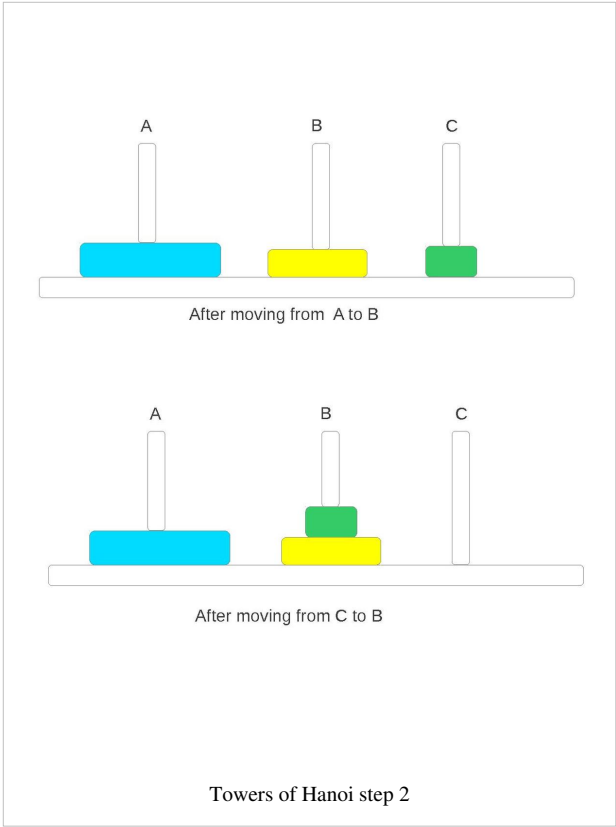 A B C
After moving from A to B
A B C
After moving from C to B
Towers of Hanoi step 2